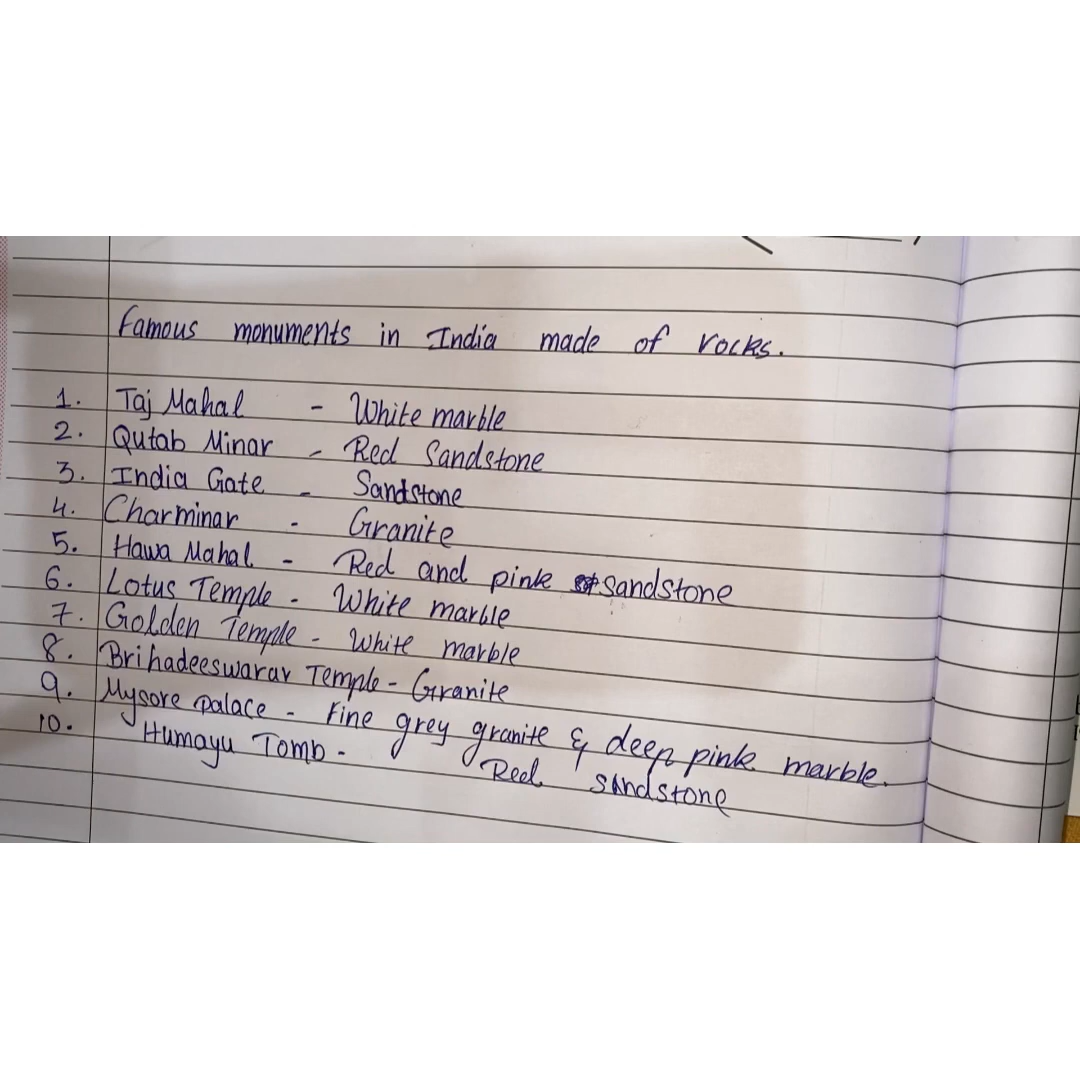 Famous monuments in India made of rocks.
1. Taj Mahal - White marble
2. Qutab Minar - Red Sandstone
3. India Gate - Sandstone
4. Charminar - Granite
5. Hawa Mahal - Red and pink sandstone
6. Lotus Temple - White marble
7. Golden Temple - White marble
8. Brihadeeswarar Temple - Granite
9. Mysore palace - Fine grey granite & deep pink marble.
10. Humayu Tomb - Red sandstone